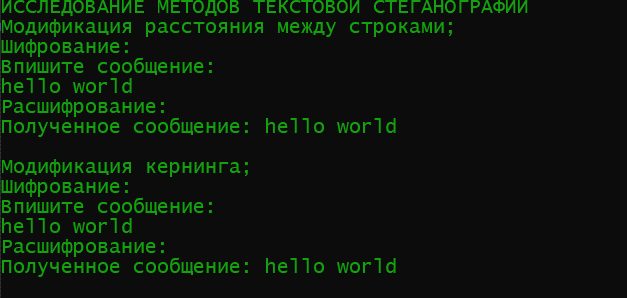 ИССЛЕДОВАНИЕ МЕТОДОВ ТЕКСТОВОЙ СТЕГАНОГРАФИИ
Модификация расстояния между строками;
Шифрование:
Впишите сообщение:
hello world
Расшифрование:
Полученное сообщение: hello world
Модификация кернинга;
Шифрование:
Впишите сообщение:
hello world
Расшифрование:
Полученное сообщение: hello world